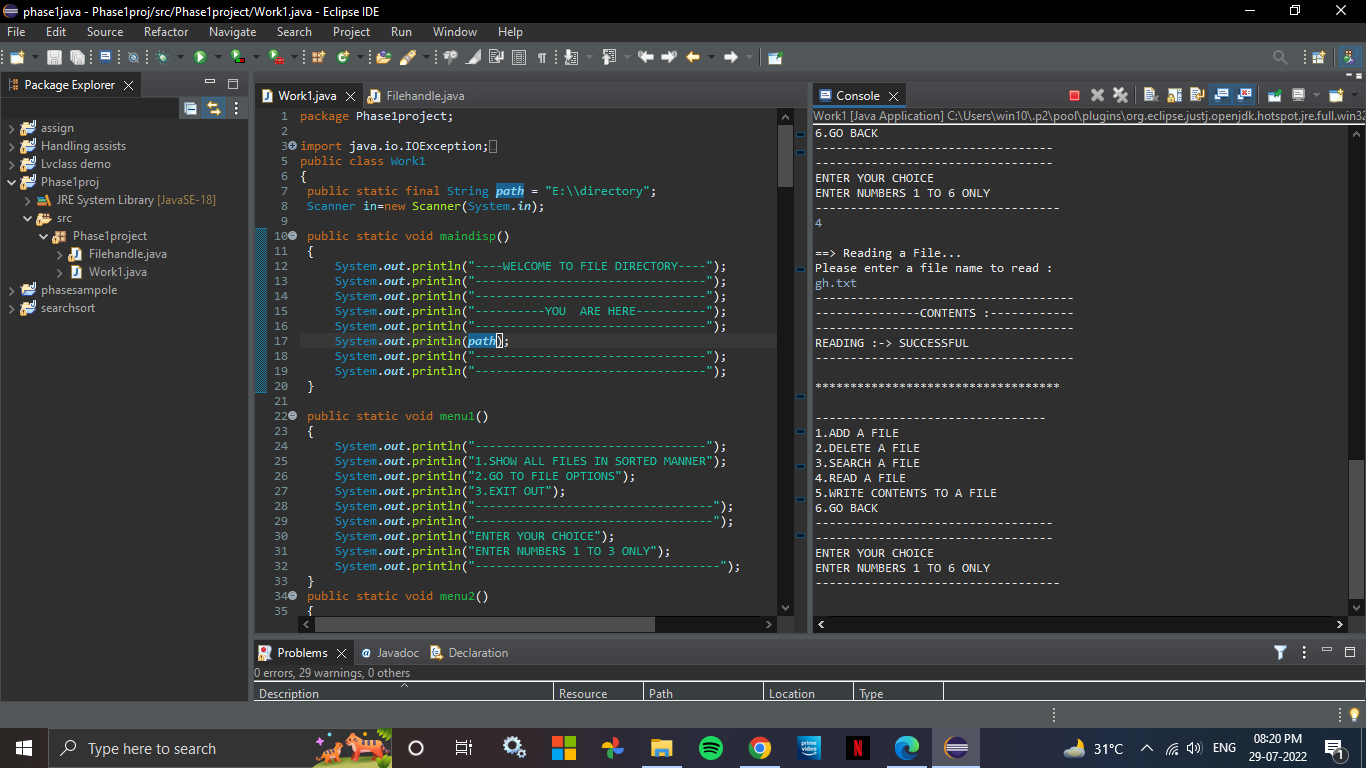 phase1java - Phase1proj/src/Phase1project/Work1.java - Eclipse IDE
File Edit Source Refactor Navigate Search Project Run Window Help
Package Explorer
assign
Handling assists
Lvclass demo
Phase1proj
JRE System Library [JavaSE-18]
src
Phase1project
Filehandle.java
Work1.java
phasesampole
searchsort
Work1.java Filehandle.java
1 package Phase1project;
2
3 import java.io.IOException;
5 public class Work1
6 {
7 public static final String path = "E:\\directory";
8 Scanner in=new Scanner(System.in);
9
10 public static void maindisp()
11 {
12 System.out.println("----WELCOME TO FILE DIRECTORY----");
13 System.out.println("---------------------------------");
14 System.out.println("---------------------------------");
15 System.out.println("----------YOU  ARE HERE----------");
16 System.out.println("---------------------------------");
17 System.out.println(path);
18 System.out.println("---------------------------------");
19 System.out.println("---------------------------------");
20 }
21
22 public static void menu1()
23 {
24 System.out.println("---------------------------------");
25 System.out.println("1.SHOW ALL FILES IN SORTED MANNER");
26 System.out.println("2.GO TO FILE OPTIONS");
27 System.out.println("3.EXIT OUT");
28 System.out.println("----------------------------------");
29 System.out.println("----------------------------------");
30 System.out.println("ENTER YOUR CHOICE");
31 System.out.println("ENTER NUMBERS 1 TO 3 ONLY");
32 System.out.println("-----------------------------------");
33 }
34 public static void menu2()
35 {
Console
Work1 [Java Application] C:\Users\win10\.p2\pool\plugins\org.eclipse.justj.openjdk.hotspot.jre.full.win32
6.GO BACK
----------------------------------
----------------------------------
ENTER YOUR CHOICE
ENTER NUMBERS 1 TO 6 ONLY
-----------------------------------
4
==> Reading a File...
Please enter a file name to read :
gh.txt
-------------------------------------
---------------CONTENTS :------------
-------------------------------------
READING :-> SUCCESSFUL
-------------------------------------
***********************************
---------------------------------
1.ADD A FILE
2.DELETE A FILE
3.SEARCH A FILE
4.READ A FILE
5.WRITE CONTENTS TO A FILE
6.GO BACK
----------------------------------
----------------------------------
ENTER YOUR CHOICE
ENTER NUMBERS 1 TO 6 ONLY
-----------------------------------
Problems Javadoc Declaration
0 errors, 29 warnings, 0 others
Description Resource Path Location Type
Type here to search
prime video
N
31°C
ENG
08:20 PM
29-07-2022
1